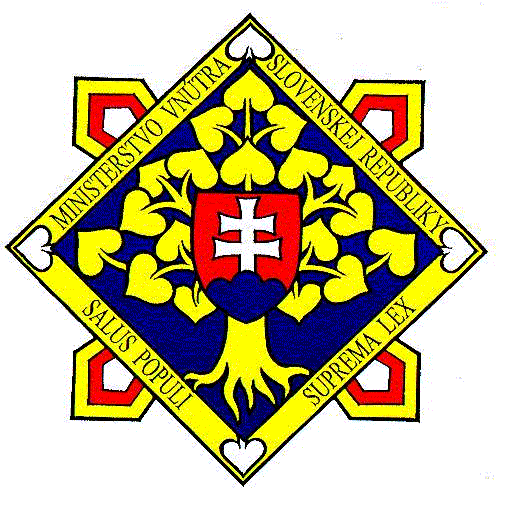 MINISTERSTVO VNÚTRA
SLOVENSKEJ REPUBLIKY
SALUS POPULI
SUPREMA LEX